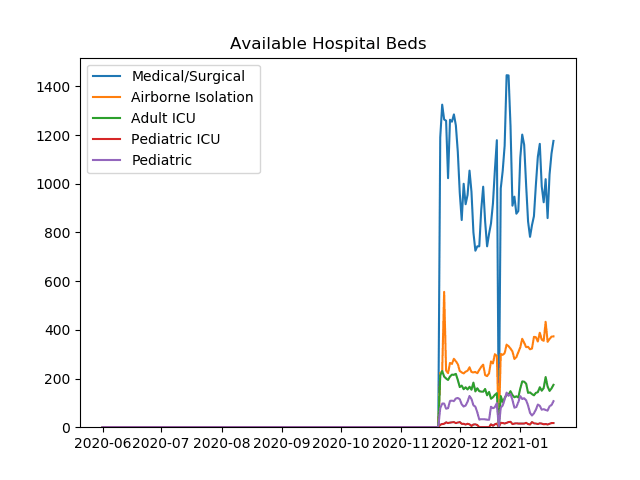 Available Hospital Beds
1400
1200
1000
800
600
400
200
0
Medical/Surgical
Airborne Isolation
Adult ICU
Pediatric ICU
Pediatric
2020-06 2020-07 2020-08 2020-09 2020-10 2020-11 2020-12 2021-01